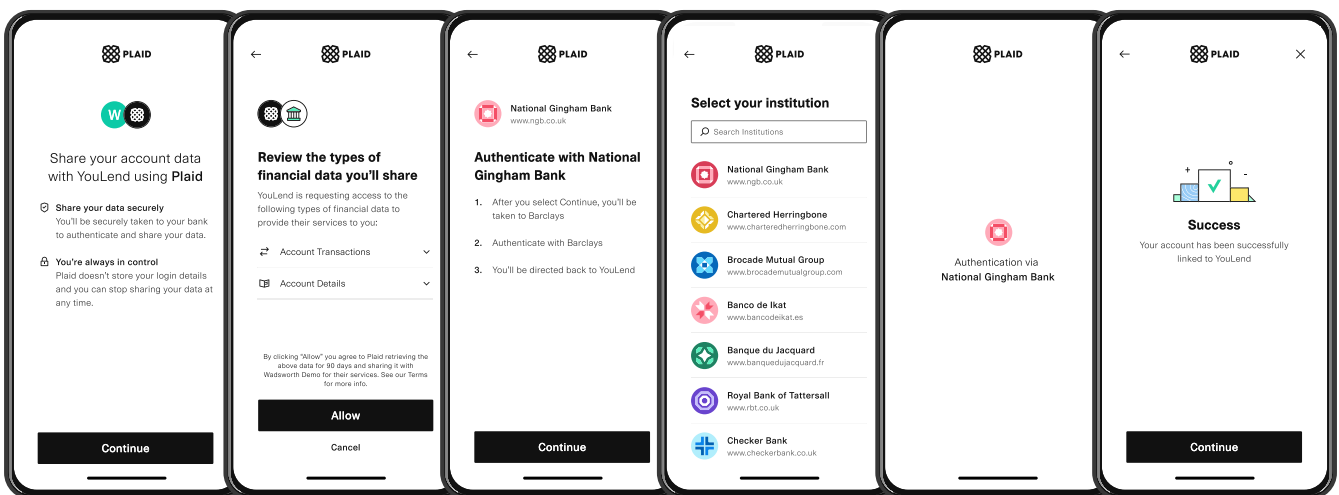 PLAID
W
Share your account data
with YouLend using Plaid
Share your data securely
You'll be securely taken to your bank
to authenticate and share your data.
You're always in control
Plaid doesn't store your login details
and you can stop sharing your data at
any time.
Continue
PLAID
Review the types of
financial data you'll share
YouLend is requesting access to the
following types of financial data to
provide their services to you:
Account Transactions
Account Details
By clicking "Allow" you agree to Plaid retrieving the
above data for 90 days and sharing it with
Wadsworth Demo for their services. See our Terms
for more info.
Allow
Cancel
PLAID
National Gingham Bank
www.ngb.co.uk
Authenticate with National
Gingham Bank
1. After you select Continue, you'll be
taken to Barclays
2. Authenticate with Barclays
3. You'll be directed back to YouLend
Continue
PLAID
Select your institution
Search Institutions
National Gingham Bank
www.ngb.co.uk
Chartered Herringbone
www.charteredherringbone.com
Brocade Mutual Group
www.brocademutualgroup.com
Banco de Ikat
www.bancodeikat.es
Banque du Jacquard
www.banquedujacquard.fr
Royal Bank of Tattersall
www.rbt.co.uk
Checker Bank
www.checkerbank.co.uk
PLAID
Authentication via
National Gingham Bank
PLAID
Success
Your account has been successfully
linked to YouLend
Continue